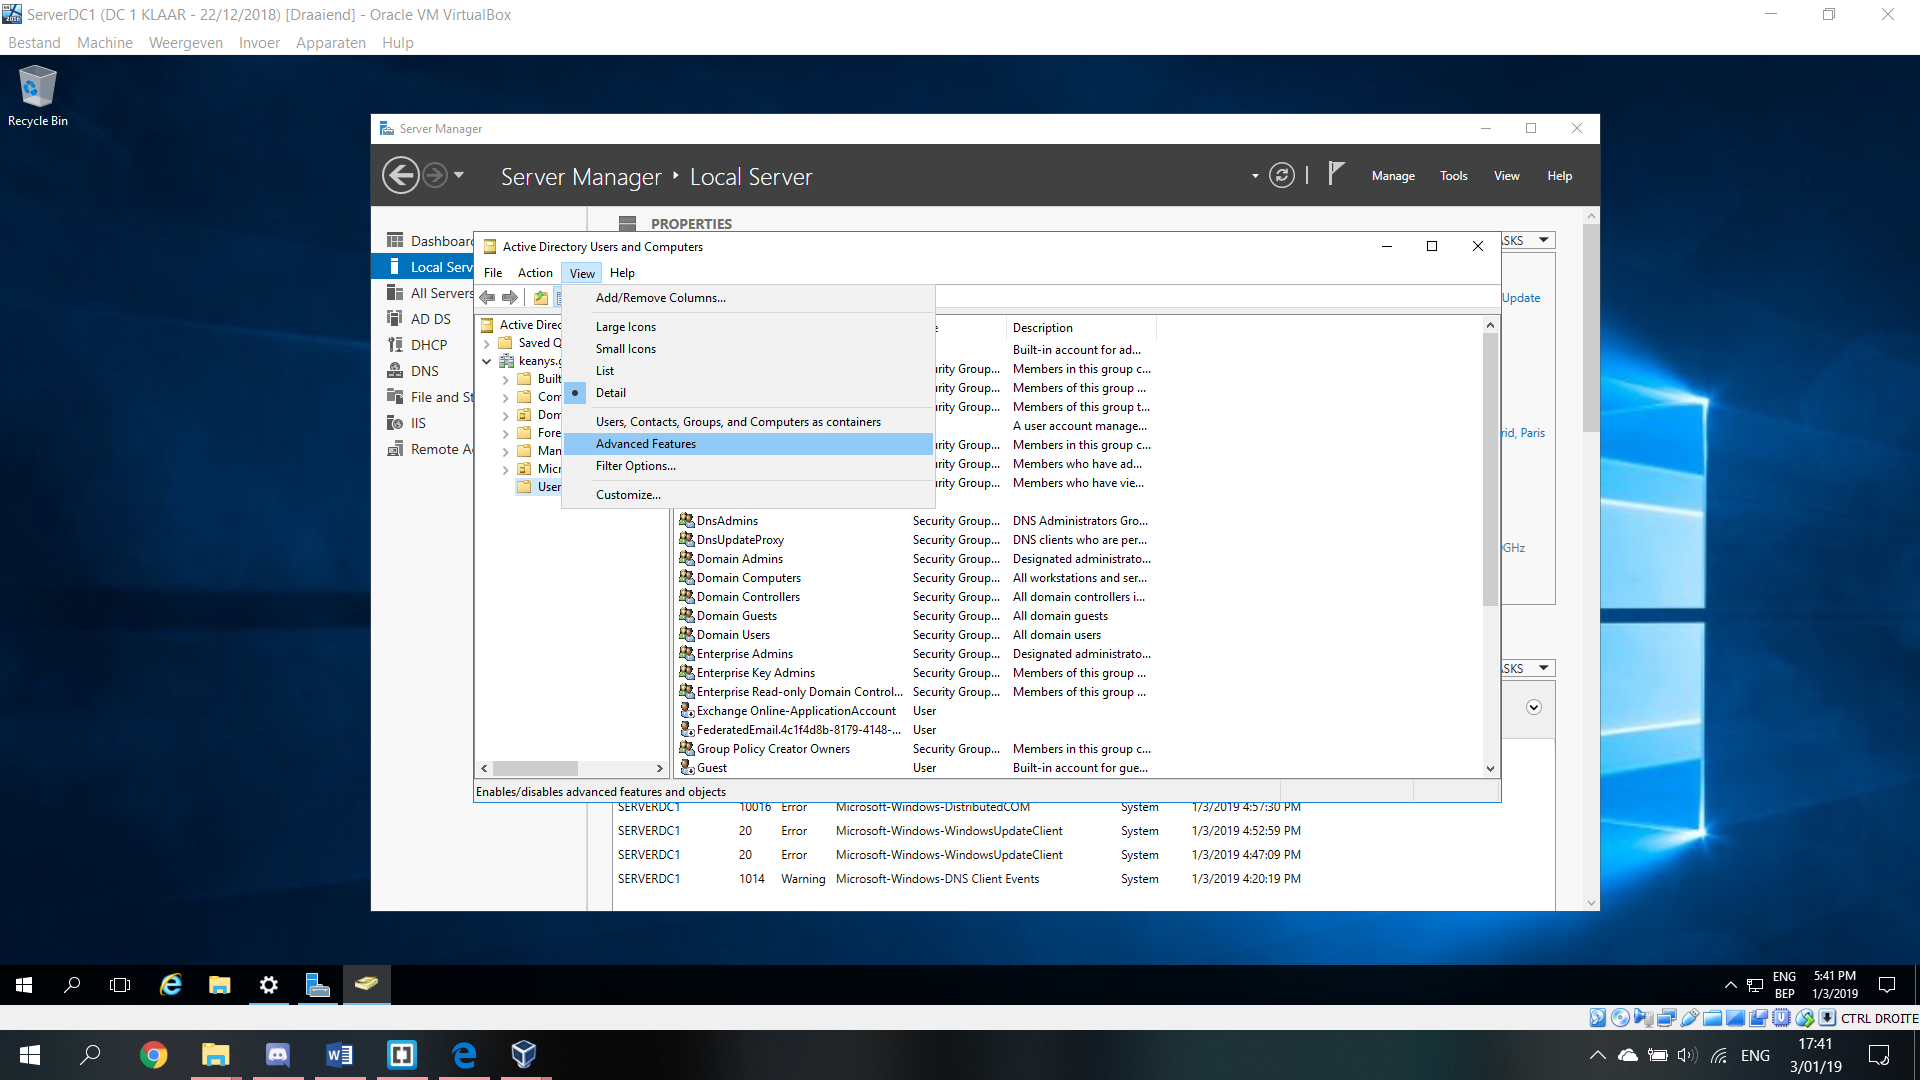 ServerDC1 (DC 1 KLAAR - 22/12/2018) [Draaiend] - Oracle VM VirtualBox
Bestand Machine Weergeven Invoer Apparaten Hulp
Recycle Bin
Server Manager
Server Manager Local Server
Manage Tools View Help
PROPERTIES
Dashboar
Local Serv
All Servers
AD DS
DHCP
DNS
File and St
IIS
Remote A
Active Directory Users and Computers
File Action View Help
Active Direc
Saved Q
keanys.
Built
Com
Dom
Fore
Man
Micr
User
Add/Remove Columns...
Large Icons
Small Icons
List
Detail
Users, Contacts, Groups, and Computers as containers
Advanced Features
Filter Options...
Customize...
Description
Built-in account for ad...
urity Group... Members in this group c...
urity Group... Members of this group ...
urity Group... Members of this group t...
A user account manage...
urity Group... Members in this group c...
urity Group... Members who have ad...
urity Group... Members who have vie...
DnsAdmins Security Group... DNS Administrators Gro...
DnsUpdateProxy Security Group... DNS clients who are per...
Domain Admins Security Group... Designated administrato...
Domain Computers Security Group... All workstations and ser...
Domain Controllers Security Group... All domain controllers i...
Domain Guests Security Group... All domain guests
Domain Users Security Group... All domain users
Enterprise Admins Security Group... Designated administrato...
Enterprise Key Admins Security Group... Members of this group ...
Enterprise Read-only Domain Control... Security Group... Members of this group ...
Exchange Online-ApplicationAccount User
FederatedEmail.4c1f4d8b-8179-4148-... User
Group Policy Creator Owners Security Group... Members in this group c...
Guest User Built-in account for gue...
Enables/disables advanced features and objects
ASKS
Update
rid, Paris
GHz
ASKS
SERVERDC1 10016 Error Microsoft-Windows-DistributedCOM System 1/3/2019 4:57:30 PM
SERVERDC1 20 Error Microsoft-Windows-WindowsUpdateClient System 1/3/2019 4:52:59 PM
SERVERDC1 20 Error Microsoft-Windows-WindowsUpdateClient System 1/3/2019 4:47:09 PM
SERVERDC1 1014 Warning Microsoft-Windows-DNS Client Events System 1/3/2019 4:20:19 PM
ENG
BEP
5:41 PM
1/3/2019
CTRL DROITE
ENG
17:41
3/01/19